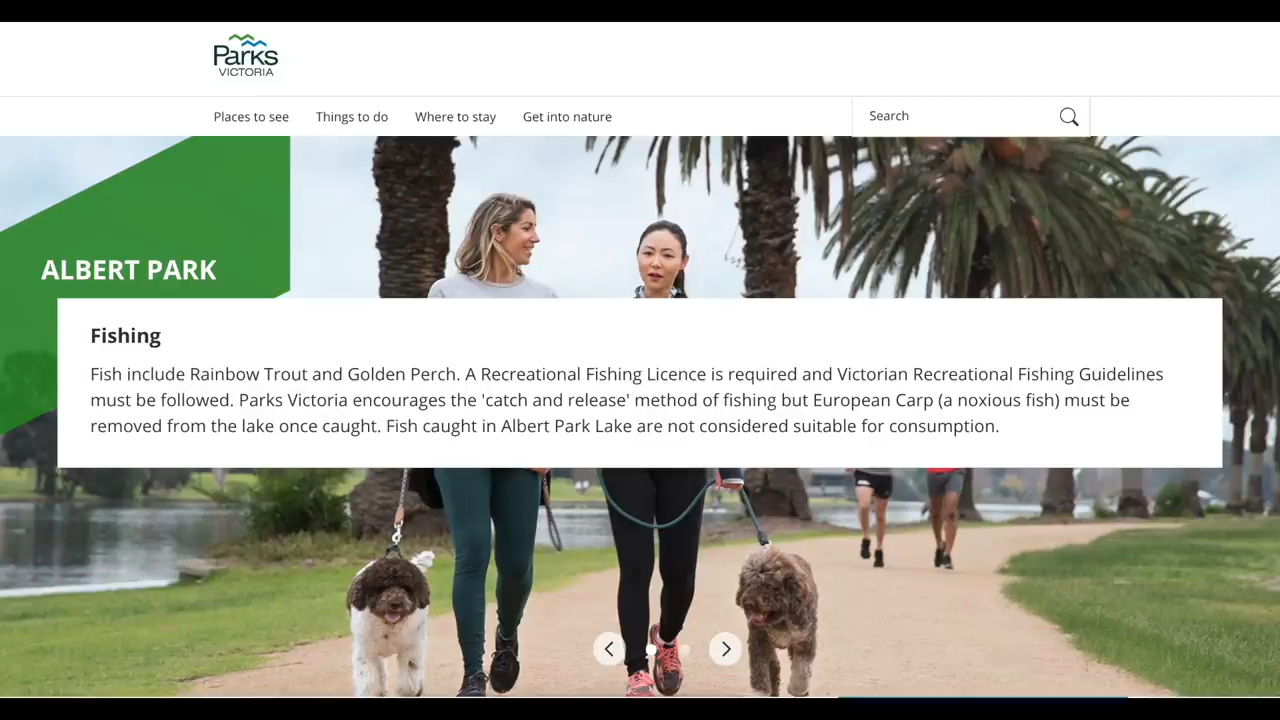 Parks
VICTORIA
Places to see
Things to do
Where to stay
Get into nature
Search
ALBERT PARK
Fishing
Fish include Rainbow Trout and Golden Perch. A Recreational Fishing Licence is required and Victorian Recreational Fishing Guidelines
must be followed. Parks Victoria encourages the 'catch and release' method of fishing but European Carp (a noxious fish) must be
removed from the lake once caught. Fish caught in Albert Park Lake are not considered suitable for consumption.